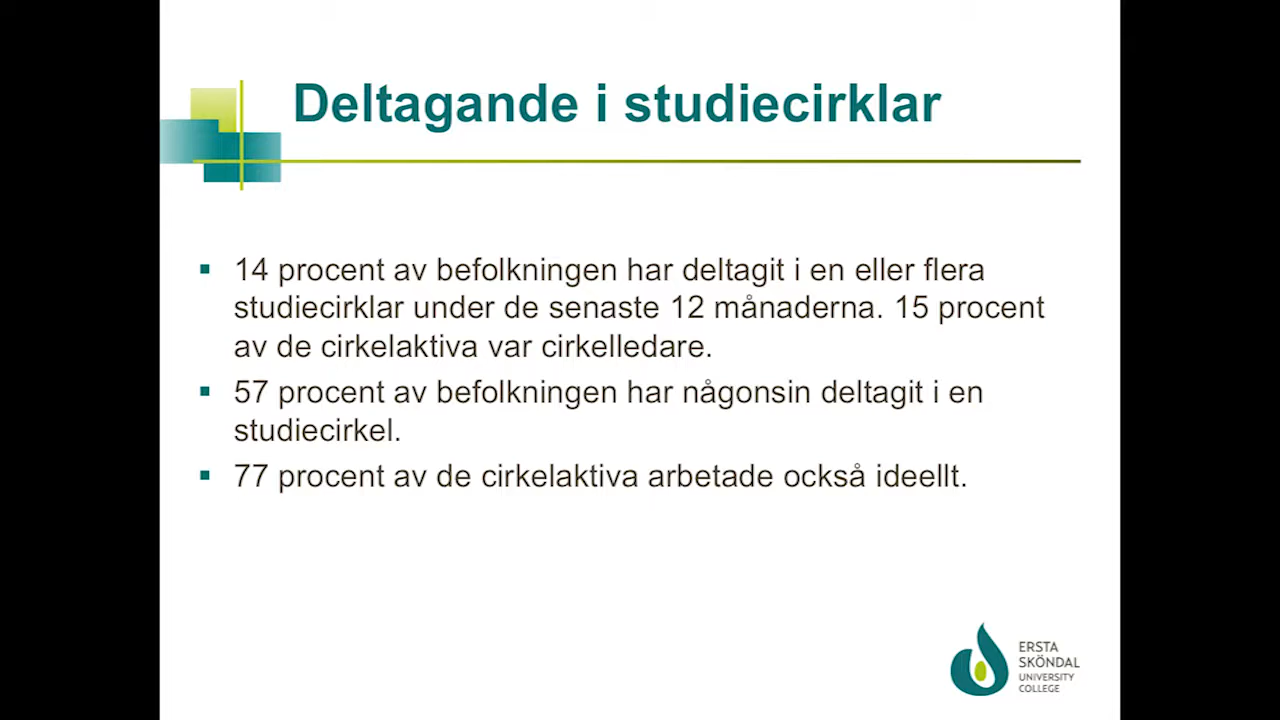 Deltagande i studiecirklar
14 procent av befolkningen har deltagit i en eller flera
studiecirklar under de senaste 12 månaderna. 15 procent
av de cirkelaktiva var cirkelledare.
57 procent av befolkningen har någonsin deltagit i en
studiecirkel.
77 procent av de cirkelaktiva arbetade också ideellt.
ERSTA
SKÖNDAL
UNIVERSITY
COLLEGE